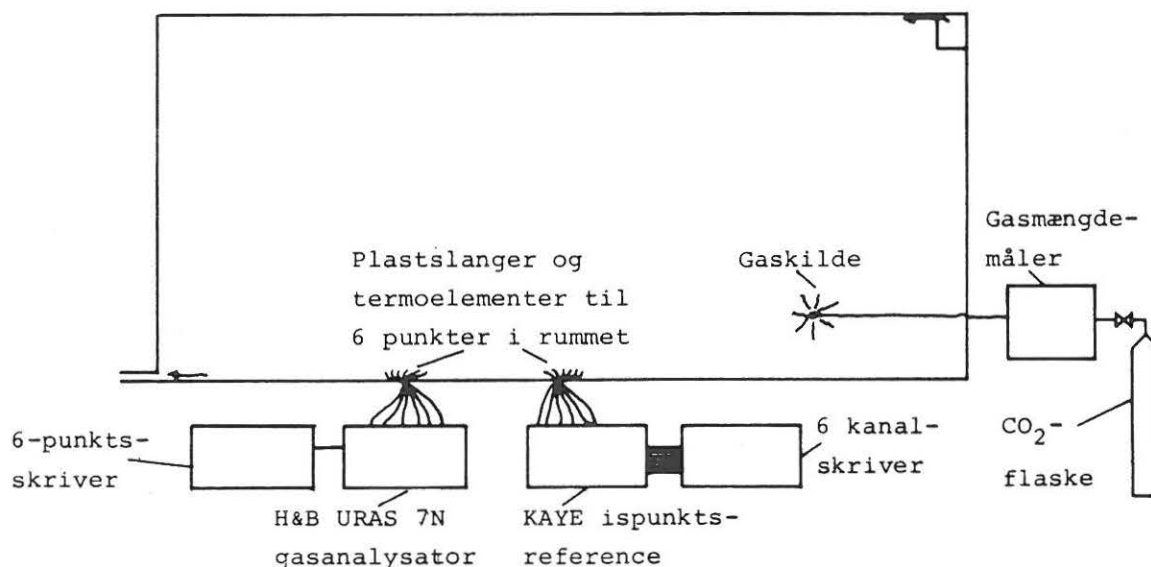 Gasmængde-
måler
Plastslanger og
termoelementer til
6 punkter i rummet
Gaskilde
6-punkts-
skriver
6 kanal-
skriver
CO₂-
flaske
H&B URAS 7N
gasanalysator
KAYE ispunkts-
reference